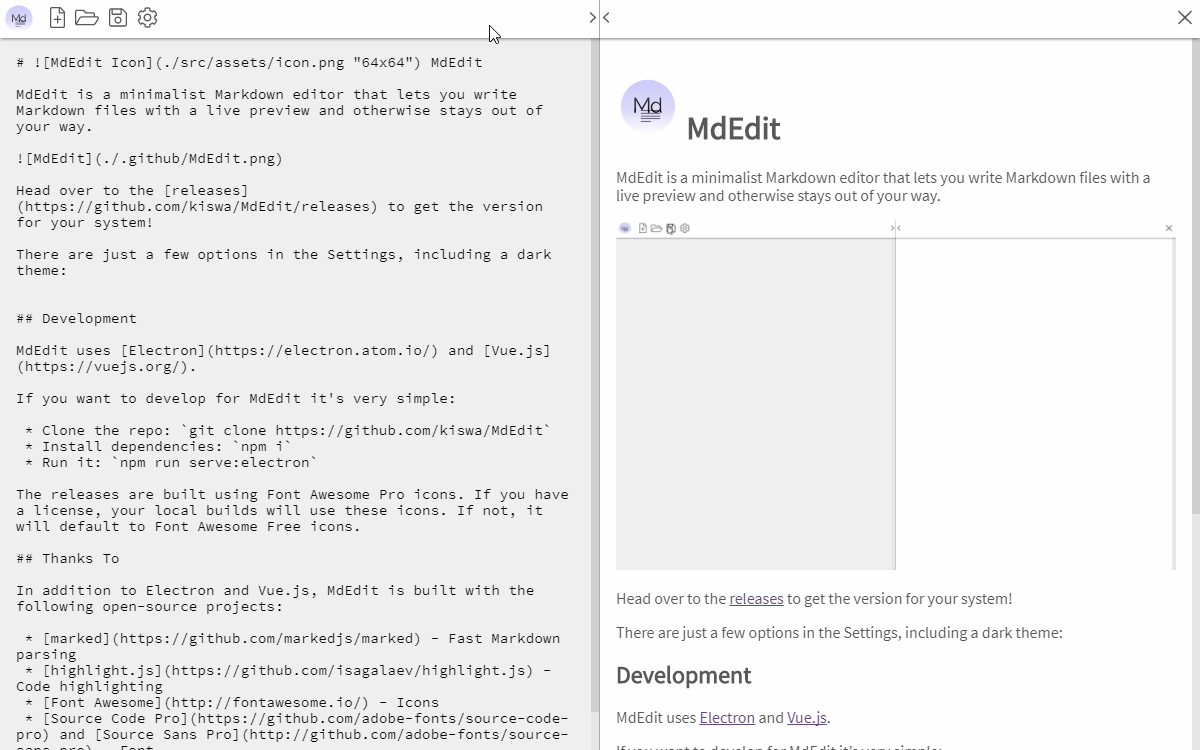 Md
# ![MdEdit Icon](./src/assets/icon.png "64x64") MdEdit
MdEdit is a minimalist Markdown editor that lets you write
Markdown files with a live preview and otherwise stays out of
your way.
![MdEdit](./.github/MdEdit.png)
Head over to the [releases]
(https://github.com/kiswa/MdEdit/releases) to get the version
for your system!
There are just a few options in the Settings, including a dark
theme:
## Development
MdEdit uses [Electron](https://electron.atom.io/) and [Vue.js]
(https://vuejs.org/).
If you want to develop for MdEdit it's very simple:
* Clone the repo: `git clone https://github.com/kiswa/MdEdit`
* Install dependencies: `npm i`
* Run it: `npm run serve:electron`
The releases are built using Font Awesome Pro icons. If you have
a license, your local builds will use these icons. If not, it
will default to Font Awesome Free icons.
## Thanks To
In addition to Electron and Vue.js, MdEdit is built with the
following open-source projects:
* [marked](https://github.com/markedjs/marked) - Fast Markdown
parsing
* [highlight.js](https://github.com/isagalaev/highlight.js) -
Code highlighting
* [Font Awesome](http://fontawesome.io/) - Icons
* [Source Code Pro](https://github.com/adobe-fonts/source-code-
pro) and [Source Sans Pro](http://github.com/adobe-fonts/source-
sans-pro) - Font
Md
MdEdit
MdEdit is a minimalist Markdown editor that lets you write Markdown files with a
live preview and otherwise stays out of your way.
Head over to the releases to get the version for your system!
There are just a few options in the Settings, including a dark theme:
Development
MdEdit uses Electron and Vue.js.
If you want to develop for MdEdit it's very simple: